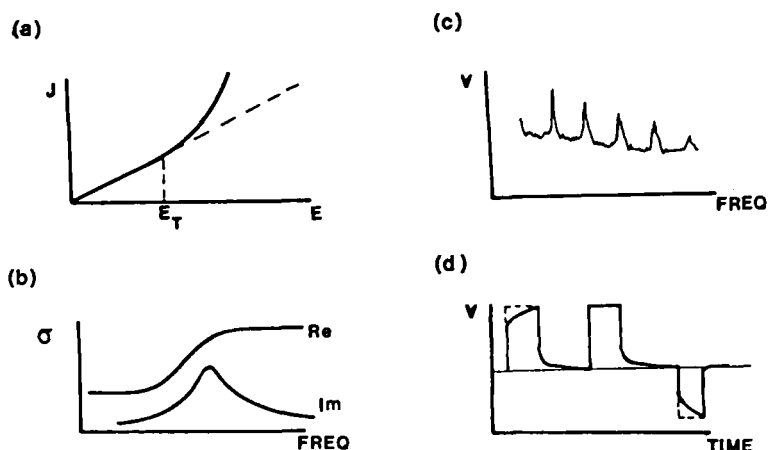 (a)
J
E_T
E
(b)
σ
Re
Im
FREQ
(c)
V
FREQ
(d)
V
TIME